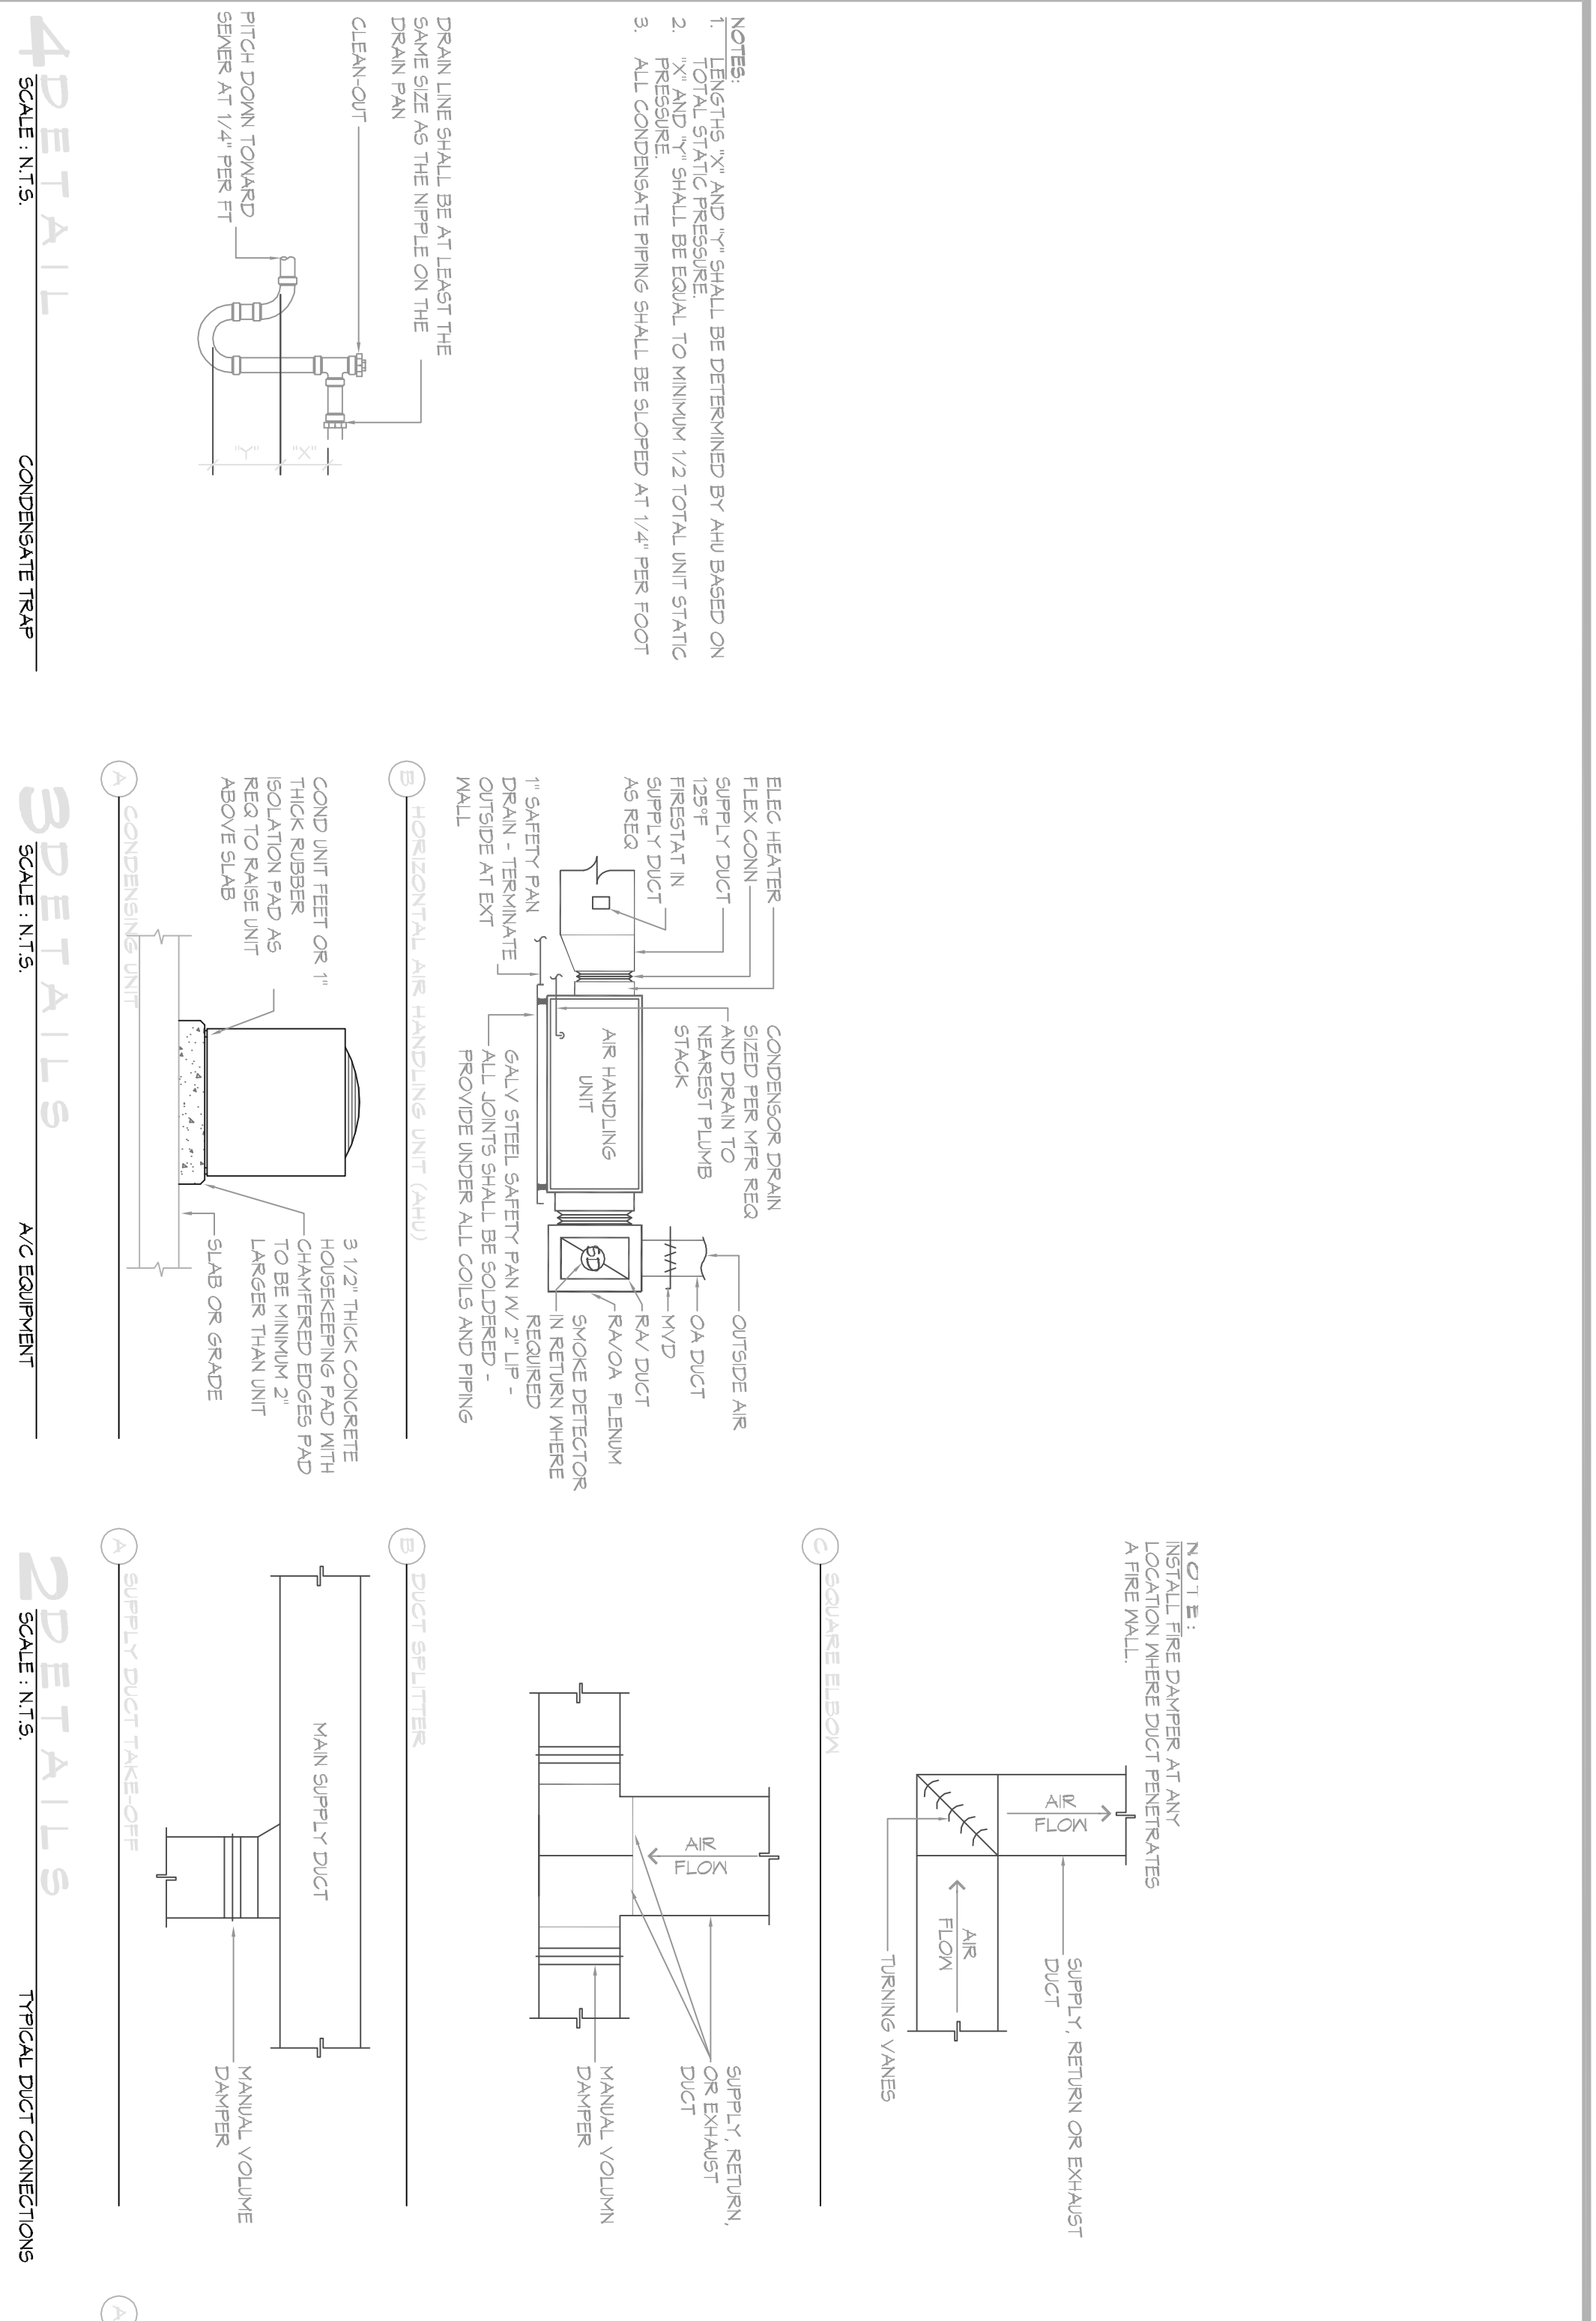 NOTES:
1. LENGTHS "X" AND "Y" SHALL BE DETERMINED BY AHU BASED ON
TOTAL STATIC PRESSURE.
2. "X" AND "Y" SHALL BE EQUAL TO MINIMUM 1/2 TOTAL UNIT STATIC
PRESSURE.
3. ALL CONDENSATE PIPING SHALL BE SLOPED AT 1/4" PER FOOT
DRAIN LINE SHALL BE AT LEAST THE
SAME SIZE AS THE NIPPLE ON THE
DRAIN PAN
CLEAN-OUT
PITCH DOWN TOWARD
SEWER AT 1/4" PER FT
"X"
"Y"
4 DETAIL
SCALE : N.T.S.
CONDENSATE TRAP
ELEC HEATER
FLEX CONN
SUPPLY DUCT
125°F
FIRESTAT IN
SUPPLY DUCT
AS REQ
1" SAFETY PAN
DRAIN - TERMINATE
OUTSIDE AT EXT
WALL
CONDENSOR DRAIN
SIZED PER MFR REQ
AND DRAIN TO
NEAREST PLUMB
STACK
AIR HANDLING
UNIT
SD
GALV STEEL SAFETY PAN W/ 2" LIP -
ALL JOINTS SHALL BE SOLDERED -
PROVIDE UNDER ALL COILS AND PIPING
OUTSIDE AIR
OA DUCT
MVD
RA/ DUCT
RA/OA PLENUM
SMOKE DETECTOR
IN RETURN WHERE
REQUIRED
B HORIZONTAL AIR HANDLING UNIT (AHU)
COND UNIT FEET OR 1"
THICK RUBBER
ISOLATION PAD AS
REQ TO RAISE UNIT
ABOVE SLAB
3 1/2" THICK CONCRETE
HOUSEKEEPING PAD WITH
CHAMFERED EDGES PAD
TO BE MINIMUM 2"
LARGER THAN UNIT
SLAB OR GRADE
A CONDENSING UNIT
3 DETAILS
SCALE : N.T.S.
A/C EQUIPMENT
NOTE:
INSTALL FIRE DAMPER AT ANY
LOCATION WHERE DUCT PENETRATES
A FIRE WALL.
AIR
FLOW
AIR
FLOW
SUPPLY, RETURN OR EXHAUST
DUCT
TURNING VANES
C SQUARE ELBOW
AIR
FLOW
SUPPLY, RETURN,
OR EXHAUST
DUCT
MANUAL VOLUMN
DAMPER
B DUCT SPLITTER
MAIN SUPPLY DUCT
MANUAL VOLUME
DAMPER
A SUPPLY DUCT TAKE-OFF
2 DETAILS
SCALE : N.T.S.
TYPICAL DUCT CONNECTIONS
A